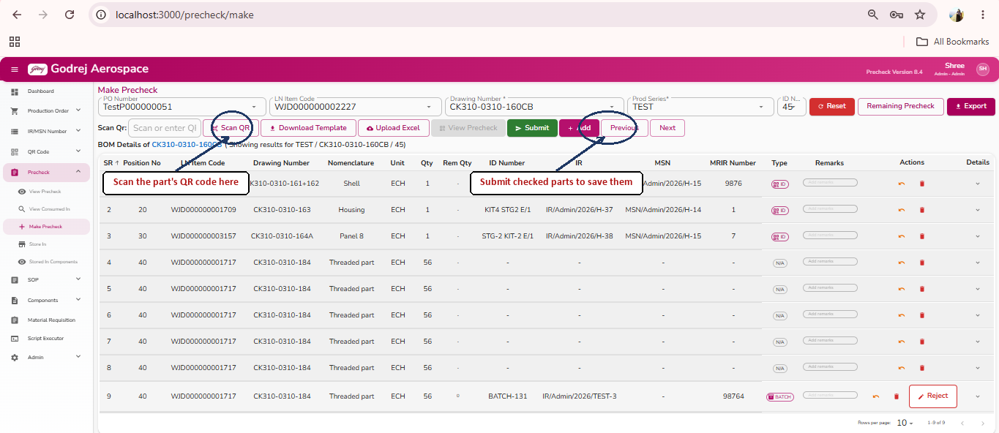 localhost:3000/precheck/make
All Bookmarks
Godrej Aerospace
Precheck Version 8.4
Shree
Admin - Admin
SH
Dashboard
Production Order
IR/MSN Number
QR Code
Precheck
View Precheck
View Consumed In
Make Precheck
Store In
Stored In Components
SOP
Components
Material Requisition
Script Executor
Admin
Make Precheck
PO Number LN Item Code Drawing Number * Prod Series* ID N...
TestP000000051 WJD000000002227 CK310-0310-160CB TEST 45 Reset Remaining Precheck Export
Scan Qr: Scan or enter QR Scan QR Download Template Upload Excel View Precheck Submit + Add Previous Next
BOM Details of CK310-0310-160CB ( Showing results for TEST / CK310-0310-160CB / 45)
SR ↑ Position No LN Item Code Drawing Number Nomenclature Unit Qty Rem Qty ID Number IR MSN MRIR Number Type Remarks Actions Details
Scan the part's QR code here
Submit checked parts to save them
CK310-0310-161+162 Shell ECH 1 - /Admin/2026/H-15 9876 ID Add remarks
2 20 WJD000000001709 CK310-0310-163 Housing ECH 1 - KIT4 STG2 E/1 IR/Admin/2026/H-37 MSN/Admin/2026/H-14 1 ID Add remarks
3 30 WJD000000003157 CK310-0310-164A Panel 8 ECH 1 - STG-2 KIT-2 E/1 IR/Admin/2026/H-38 MSN/Admin/2026/H-15 7 ID Add remarks
4 40 WJD000000001717 CK310-0310-184 Threaded part ECH 56 - - - - - N/A Add remarks
5 40 WJD000000001717 CK310-0310-184 Threaded part ECH 56 - - - - - N/A Add remarks
6 40 WJD000000001717 CK310-0310-184 Threaded part ECH 56 - - - - - N/A Add remarks
7 40 WJD000000001717 CK310-0310-184 Threaded part ECH 56 - - - - - N/A Add remarks
8 40 WJD000000001717 CK310-0310-184 Threaded part ECH 56 - - - - - N/A Add remarks
9 40 WJD000000001717 CK310-0310-184 Threaded part ECH 56 0 BATCH-131 IR/Admin/2026/TEST-3 - 98764 BATCH Add remarks Reject
Rows per page: 10 1-9 of 9